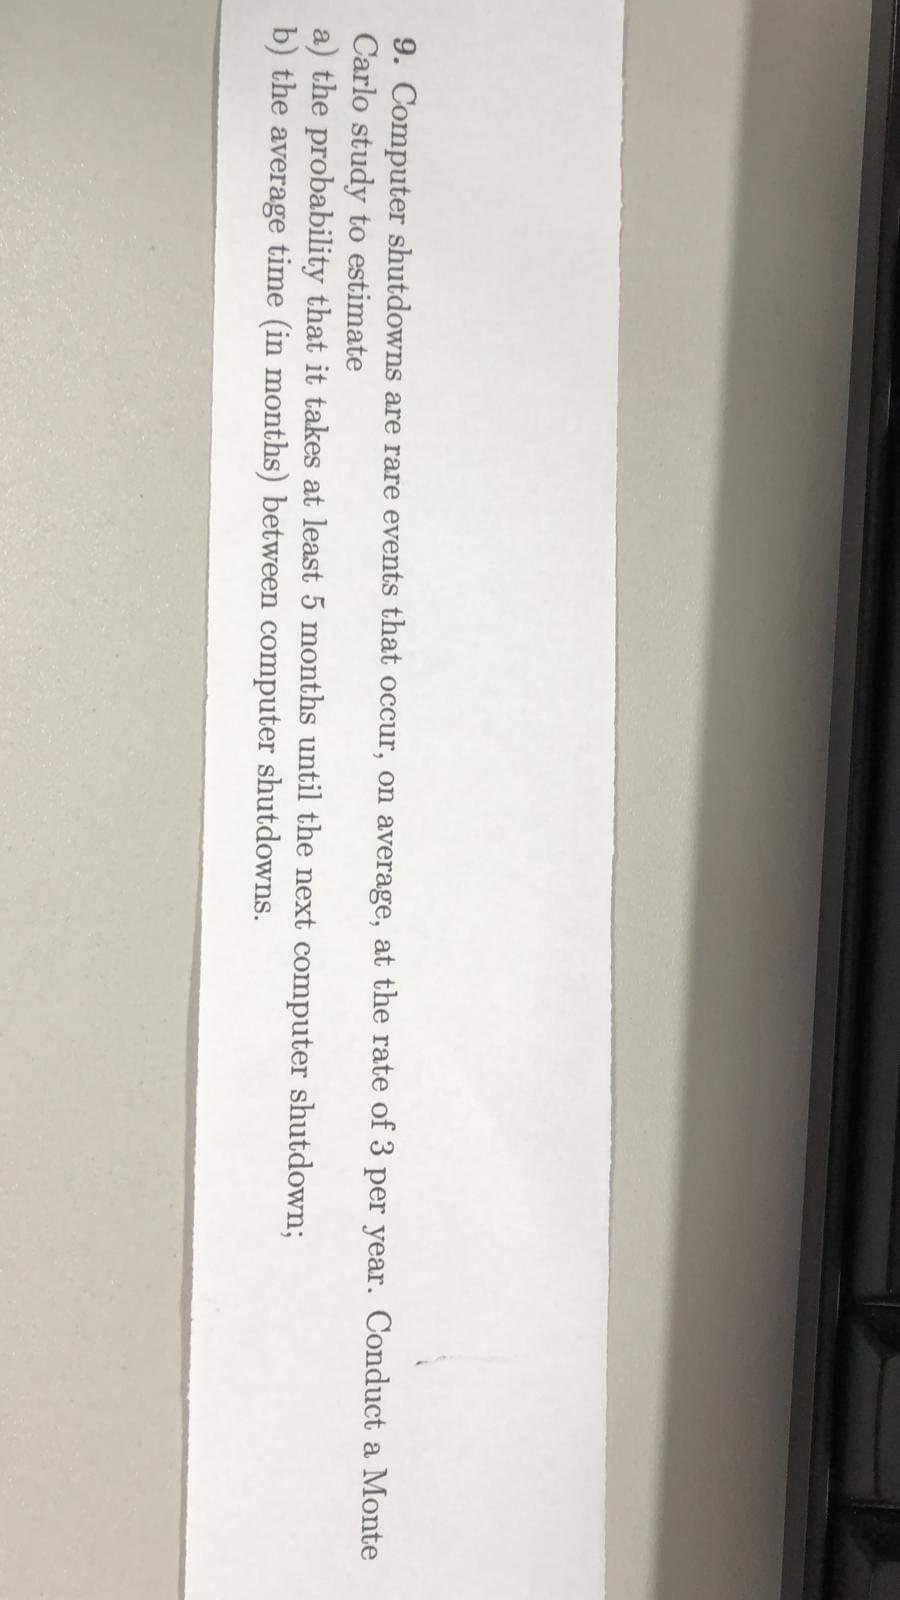 9. Computer shutdowns are rare events that occur, on average, at the rate of 3 per year. Conduct a Monte
Carlo study to estimate
a) the probability that it takes at least 5 months until the next computer shutdown;
b) the average time (in months) between computer shutdowns.